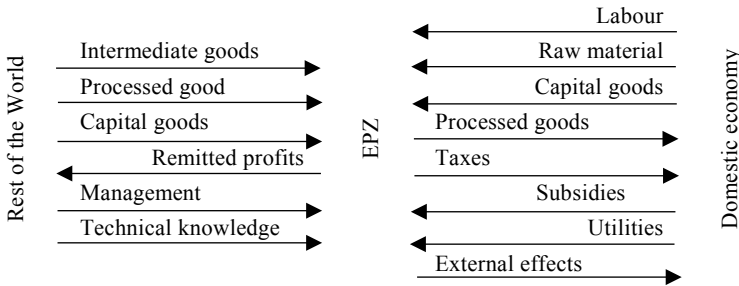 Rest of the World
Intermediate goods
Processed good
Capital goods
Remitted profits
Management
Technical knowledge
EPZ
Labour
Raw material
Capital goods
Processed goods
Taxes
Subsidies
Utilities
External effects
Domestic economy